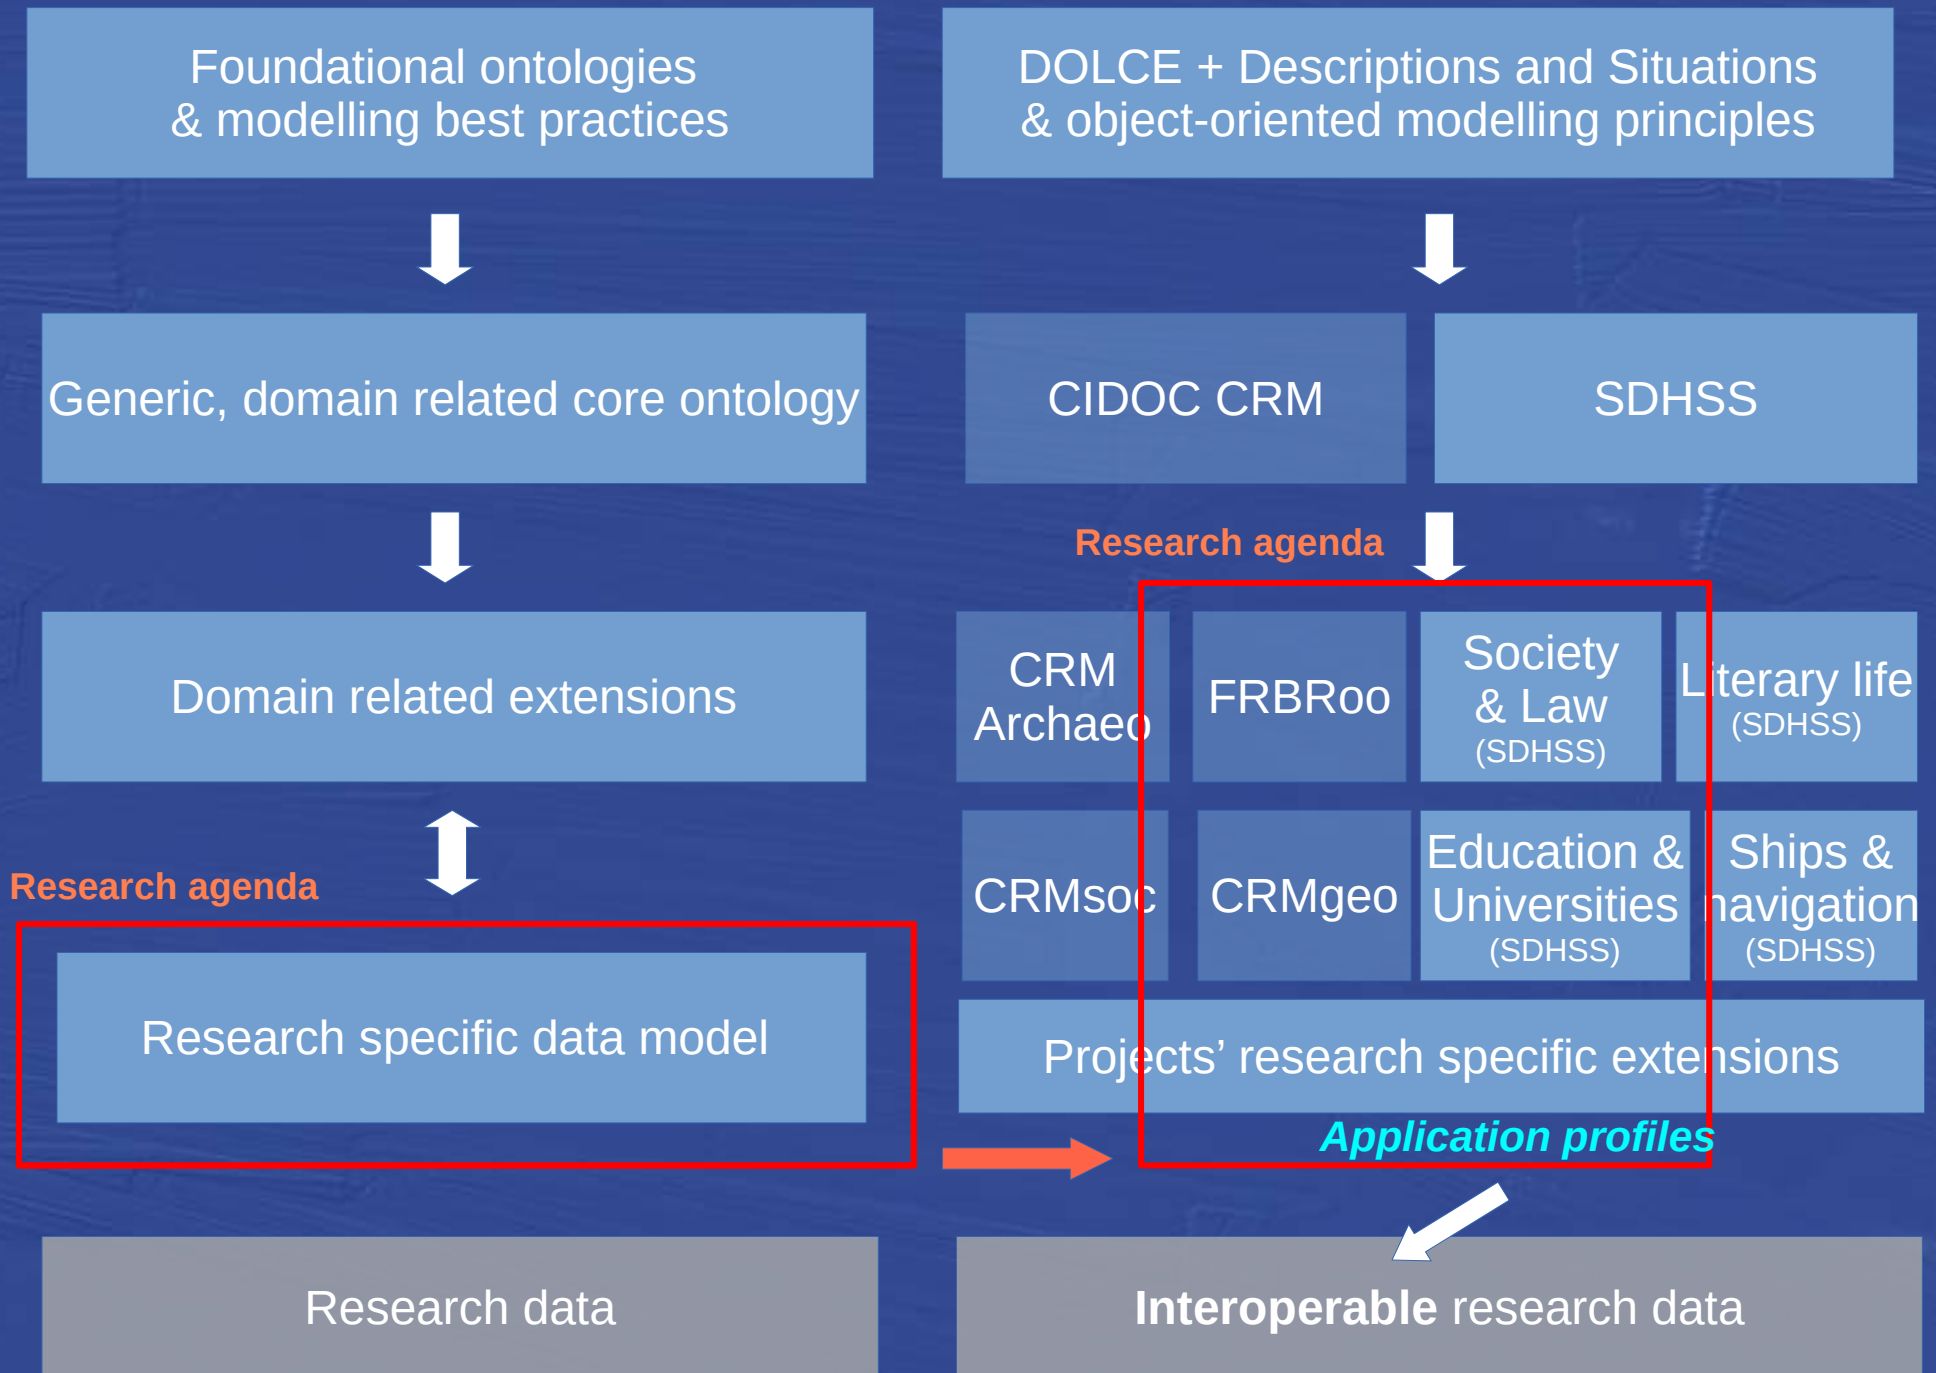 Foundational ontologies
& modelling best practices
DOLCE + Descriptions and Situations
& object-oriented modelling principles
Generic, domain related core ontology
CIDOC CRM
SDHSS
Research agenda
Domain related extensions
CRM
Archaeo
FRBRoo
Society
& Law
(SDHSS)
Literary life
(SDHSS)
Research agenda
CRMsoc
CRMgeo
Education &
Universities
(SDHSS)
Ships &
navigation
(SDHSS)
Research specific data model
Projects’ research specific extensions
Application profiles
Research data
Interoperable research data